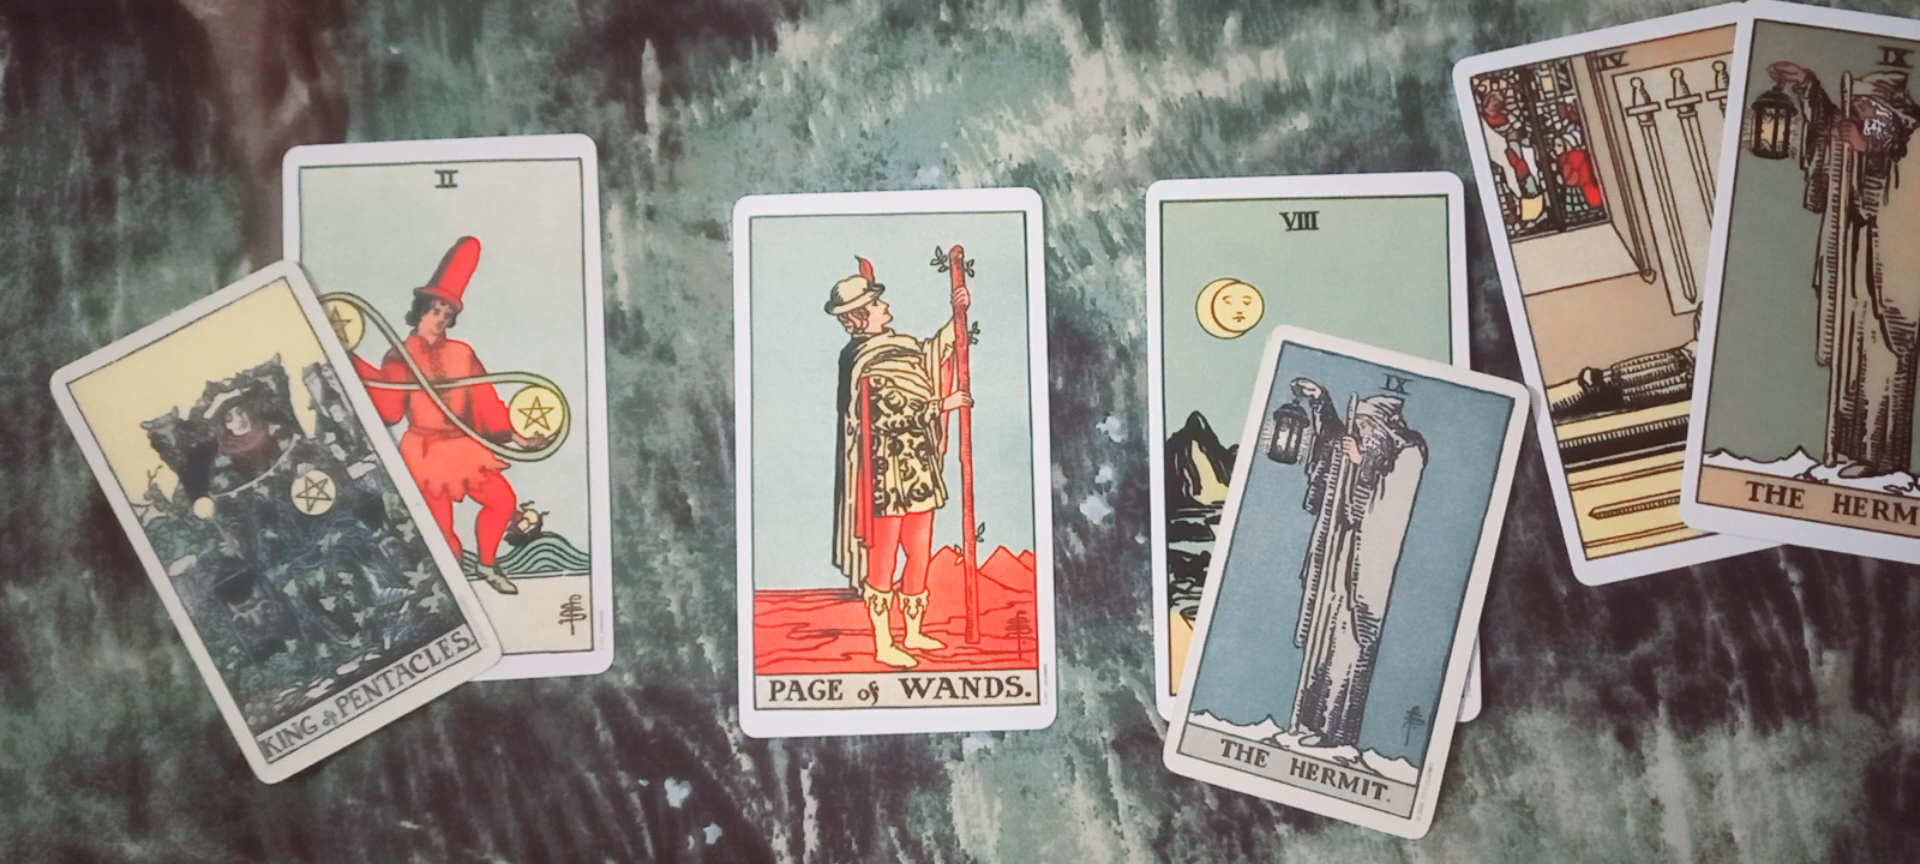 II
KING of PENTACLES.
PAGE of WANDS.
VIII
IX
THE HERMIT.
IV
IX
THE HERM